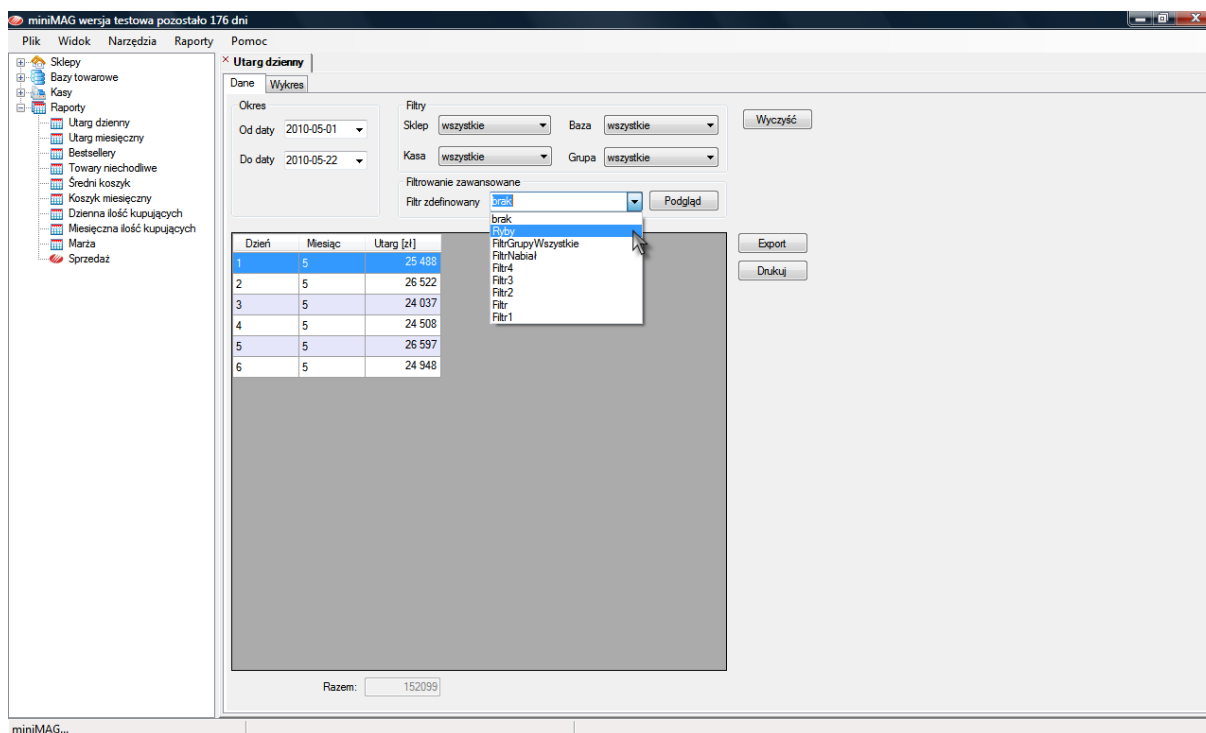 miniMAG wersja testowa pozostało 176 dni
Plik Widok Narzędzia Raporty Pomoc
Sklepy
Bazy towarowe
Kasy
Raporty
Utarg dzienny
Utarg miesięczny
Bestsellery
Towary niechodliwe
Średni koszyk
Koszyk miesięczny
Dzienna ilość kupujących
Miesięczna ilość kupujących
Marża
Sprzedaż
Utarg dzienny
Dane Wykres
Okres
Od daty 2010-05-01
Do daty 2010-05-22
Filtry
Sklep wszystkie Baza wszystkie
Kasa wszystkie Grupa wszystkie
Wyczyść
Filtrowanie zawansowane
Filtr zdefinowany brak Podgląd
brak
Ryby
FiltrGrupyWszystkie
FiltrNabiał
Filtr4
Filtr3
Filtr2
Filtr
Filtr1
Export
Drukuj
Dzień Miesiąc Utarg [zł]
1 5 25 488
2 5 26 522
3 5 24 037
4 5 24 508
5 5 26 597
6 5 24 948
Razem: 152099
miniMAG...